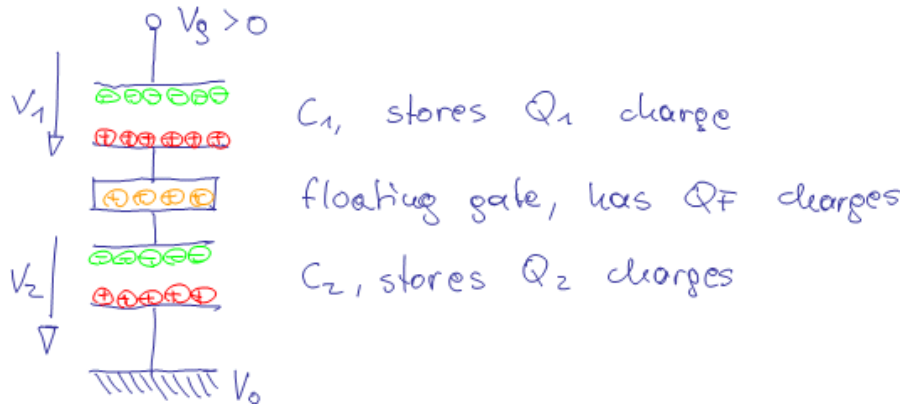 Vg > 0
V1
C1, stores Q1 charge
floating gate, has QF charges
V2
C2, stores Q2 charges
V0